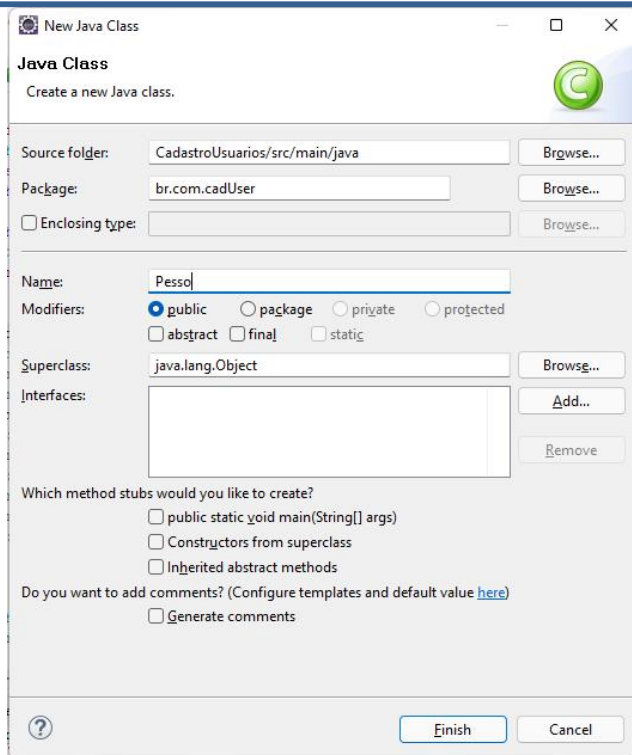 New Java Class
Java Class
Create a new Java class.
Source folder: CadastroUsuarios/src/main/java Browse...
Package: br.com.cadUser Browse...
Enclosing type: Browse...
Name: Pesso
Modifiers: public package private protected
abstract final static
Superclass: java.lang.Object Browse...
Interfaces: Add...
Remove
Which method stubs would you like to create?
public static void main(String[] args)
Constructors from superclass
Inherited abstract methods
Do you want to add comments? (Configure templates and default value here)
Generate comments
? Finish Cancel